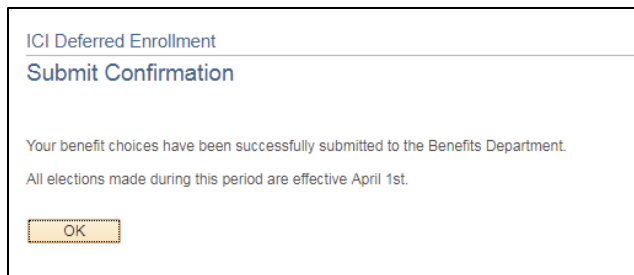 ICI Deferred Enrollment
Submit Confirmation
Your benefit choices have been successfully submitted to the Benefits Department.
All elections made during this period are effective April 1st.
OK